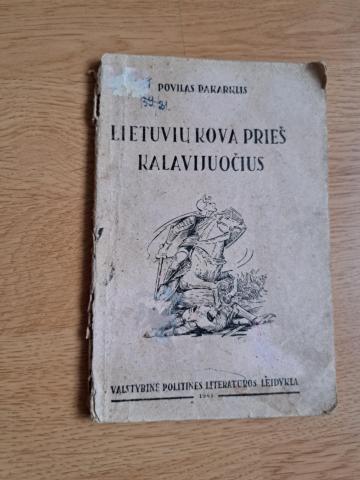 POVILAS PAKARKLIS
LIETUVIŲ KOVA PRIEŠ
KALAVIJUOČIUS
VALSTYBINĖ POLITINĖS LITERATŪROS LEIDYKLA